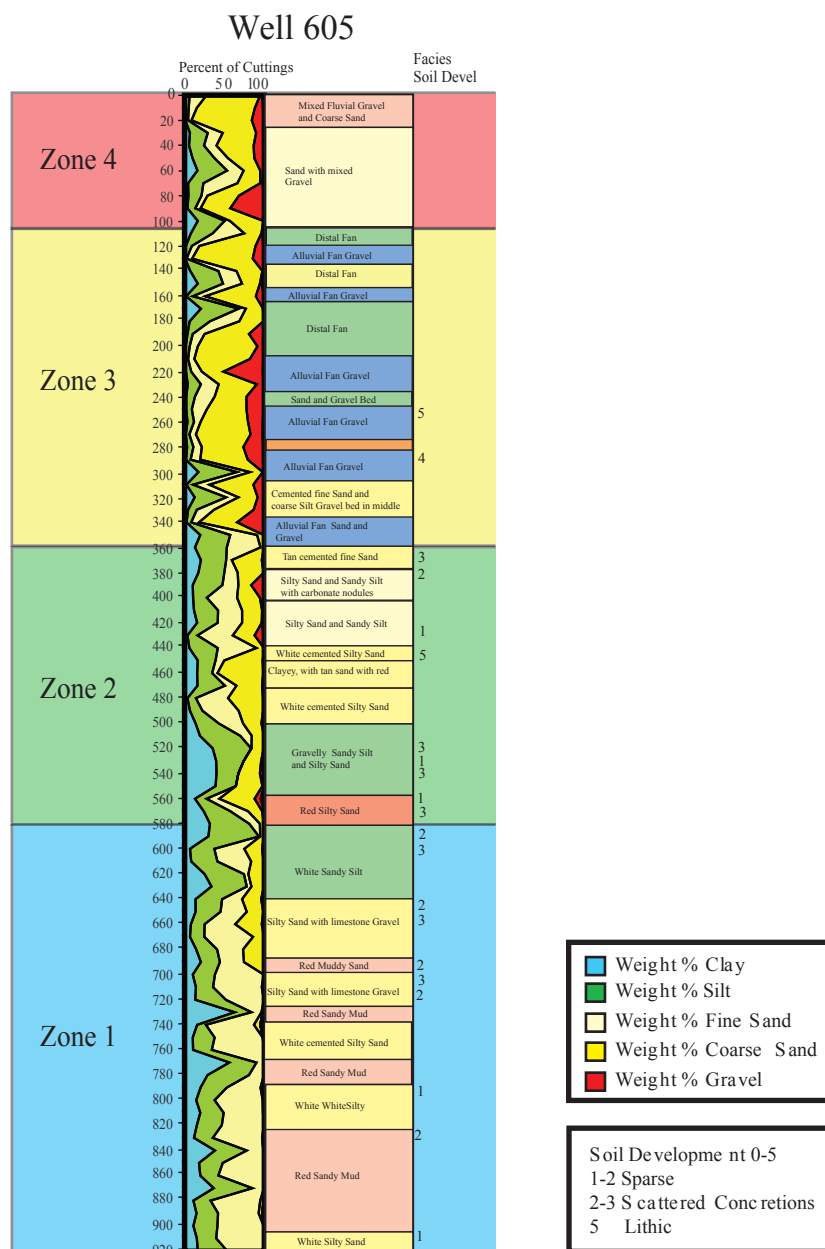 Well 605
Percent of Cuttings
0 50 100
Facies
Soil Devel
Zone 4
Zone 3
Zone 2
Zone 1
0
20
40
60
80
100
120
140
160
180
200
220
240
260
280
300
320
340
360
380
400
420
440
460
480
500
520
540
560
580
600
620
640
660
680
700
720
740
760
780
800
820
840
860
880
900
920
Mixed Fluvial Gravel
and Coarse Sand
Sand with mixed
Gravel
Distal Fan
Alluvial Fan Gravel
Distal Fan
Alluvial Fan Gravel
Distal Fan
Alluvial Fan Gravel
Sand and Gravel Bed
Alluvial Fan Gravel
Alluvial Fan Gravel
Cemented fine Sand and
coarse Silt Gravel bed in middle
Alluvial Fan Sand and
Gravel
Tan cemented fine Sand
Silty Sand and Sandy Silt
with carbonate nodules
Silty Sand and Sandy Silt
White cemented Silty Sand
Clayey, with tan sand with red
White cemented Silty Sand
Gravelly Sandy Silt
and Silty Sand
Red Silty Sand
White Sandy Silt
Silty Sand with limestone Gravel
Red Muddy Sand
Silty Sand with limestone Gravel
Red Sandy Mud
White cemented Silty Sand
Red Sandy Mud
White WhiteSilty
Red Sandy Mud
White Silty Sand
5
4
3
2
1
5
3
1
3
1
3
2
3
2
3
2
3
2
1
2
1
Weight % Clay
Weight % Silt
Weight % Fine Sand
Weight % Coarse Sand
Weight % Gravel
Soil Development 0-5
1-2 Sparse
2-3 Scattered Concretions
5 Lithic